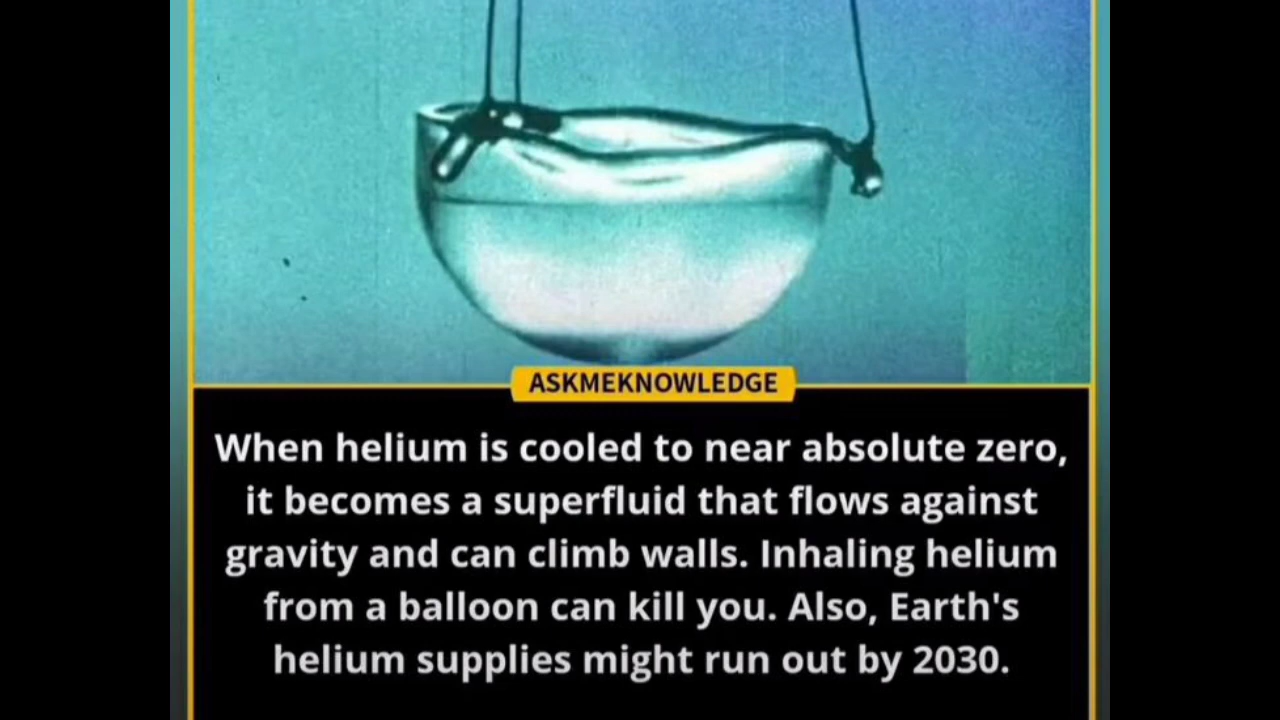 ASKMEKNOWLEDGE
When helium is cooled to near absolute zero,
it becomes a superfluid that flows against
gravity and can climb walls. Inhaling helium
from a balloon can kill you. Also, Earth's
helium supplies might run out by 2030.